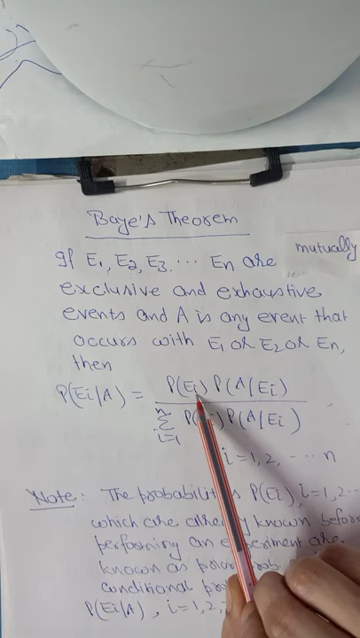 Baye's Theorem
If E1, E2, E3, ... En are mutually
exclusive and exhaustive
events and A is any event that
occurs with E1 or E2 or En,
then
P(Ei/A) = P(Ei) P(A/Ei)
n Σ i=1 P( ) P(A/Ei)
i = 1, 2, ... n
Note: The P(Ei), i = 1, 2 ...
which are already known before
performing an experiment are
known as prior
conditional
P(Ei/A), i = 1, 2,